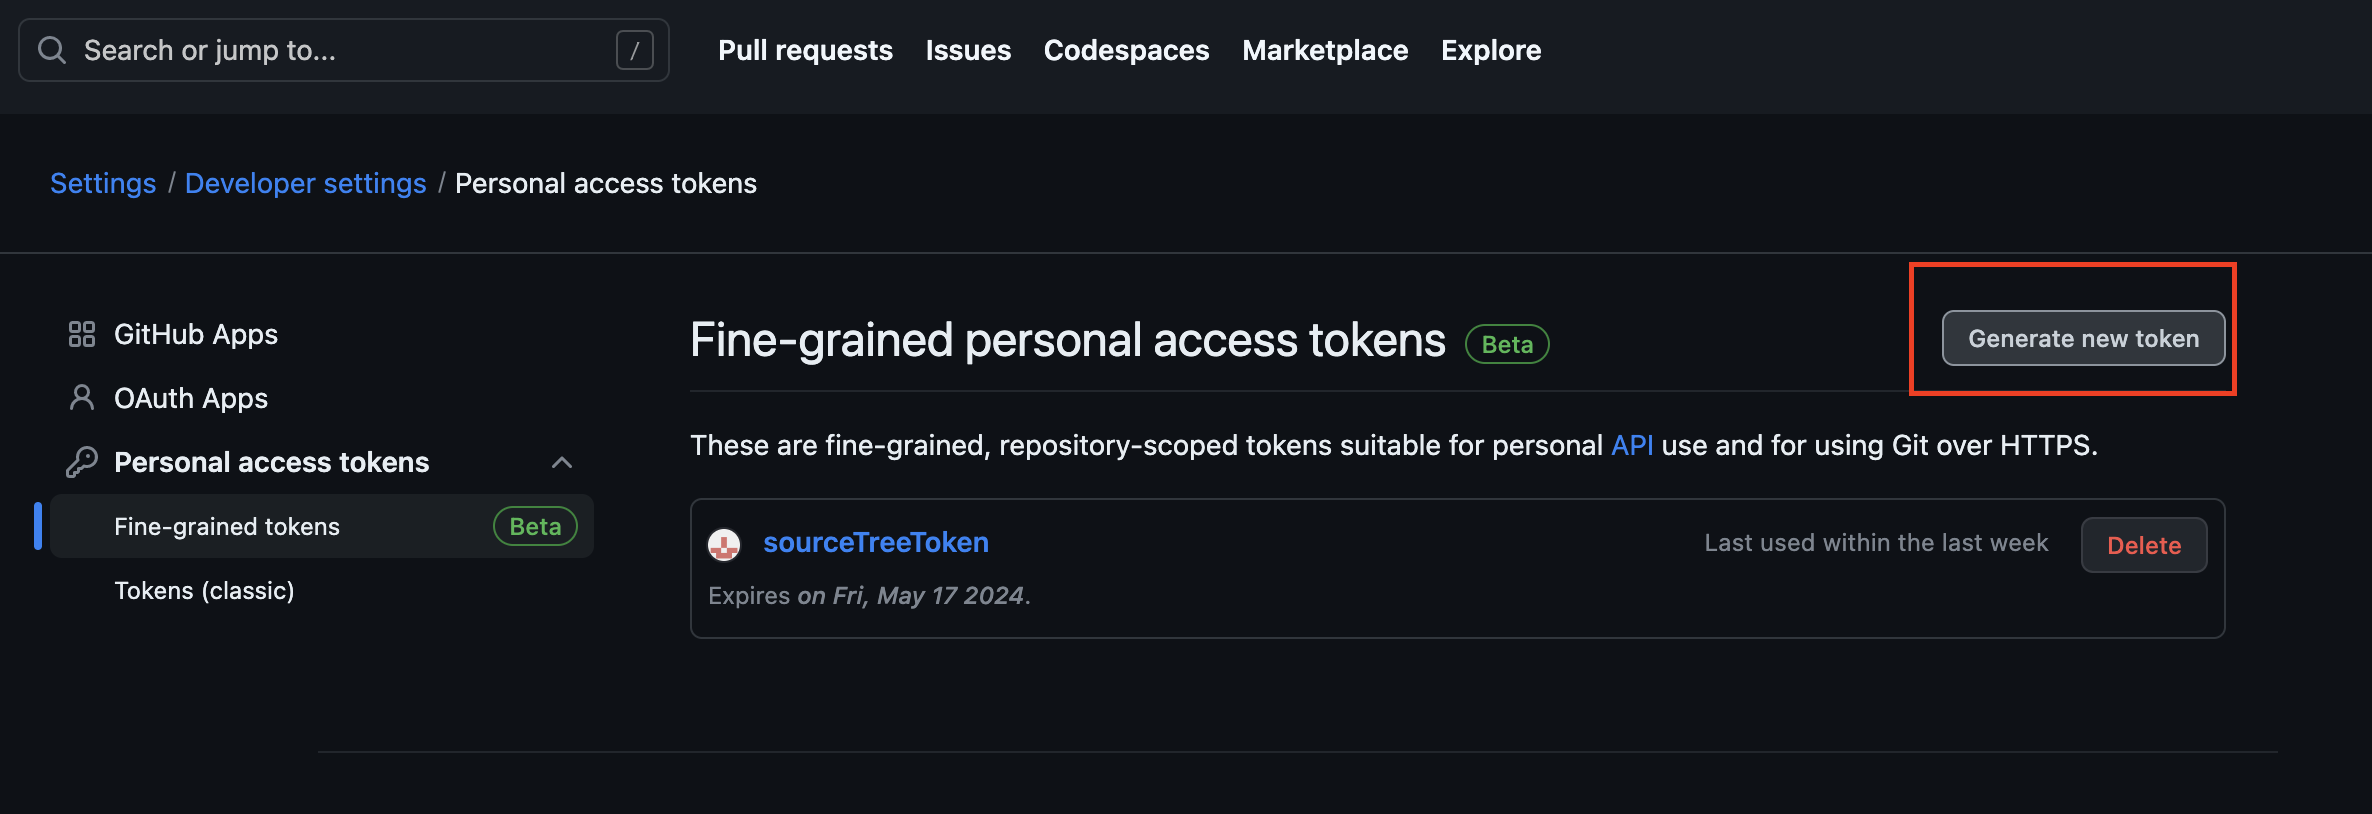 Search or jump to... /
Pull requests Issues Codespaces Marketplace Explore
Settings / Developer settings / Personal access tokens
GitHub Apps
OAuth Apps
Personal access tokens
Fine-grained tokens Beta
Tokens (classic)
Fine-grained personal access tokens Beta
Generate new token
These are fine-grained, repository-scoped tokens suitable for personal API use and for using Git over HTTPS.
sourceTreeToken
Last used within the last week
Delete
Expires on Fri, May 17 2024.